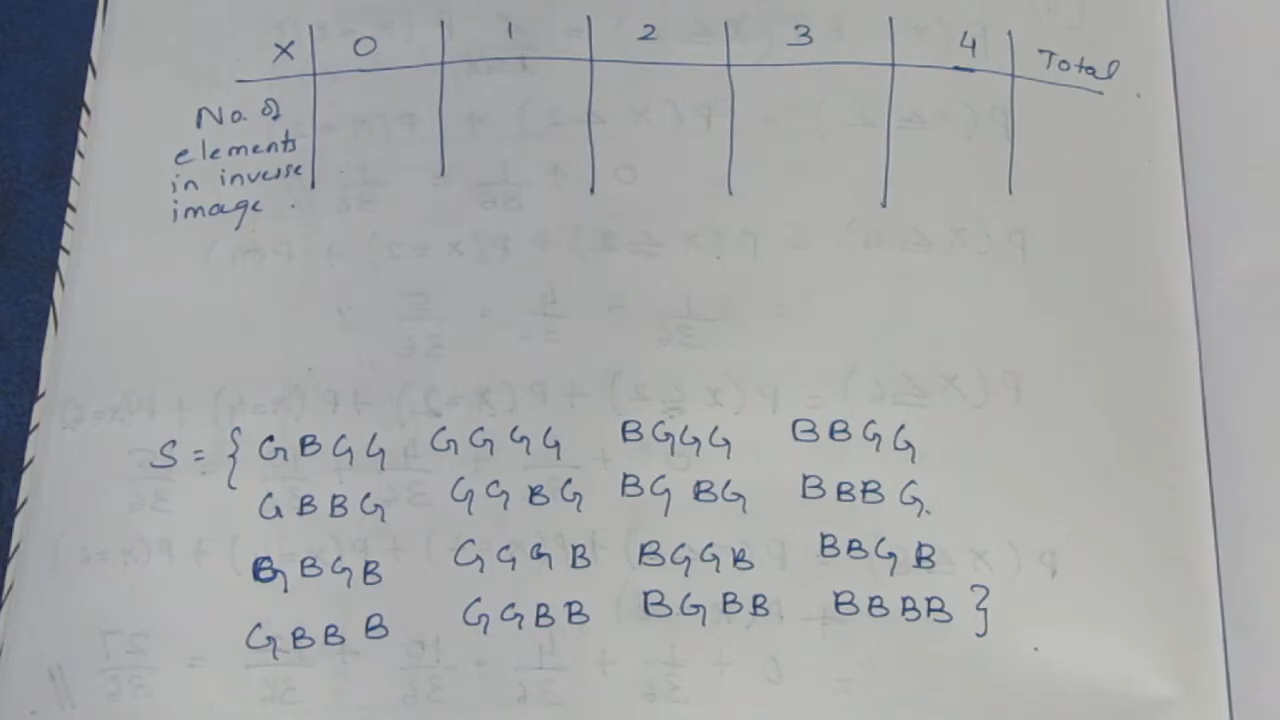 X 0 1 2 3 4 Total
No. of
elements
in inverse
image.
S = { GBGG GGGG BGGG BBGG
GBBG GGBG BGBG BBBG
GBGB GGGB BGGB BBGB
GBBB GGBB BGBB BBBB }